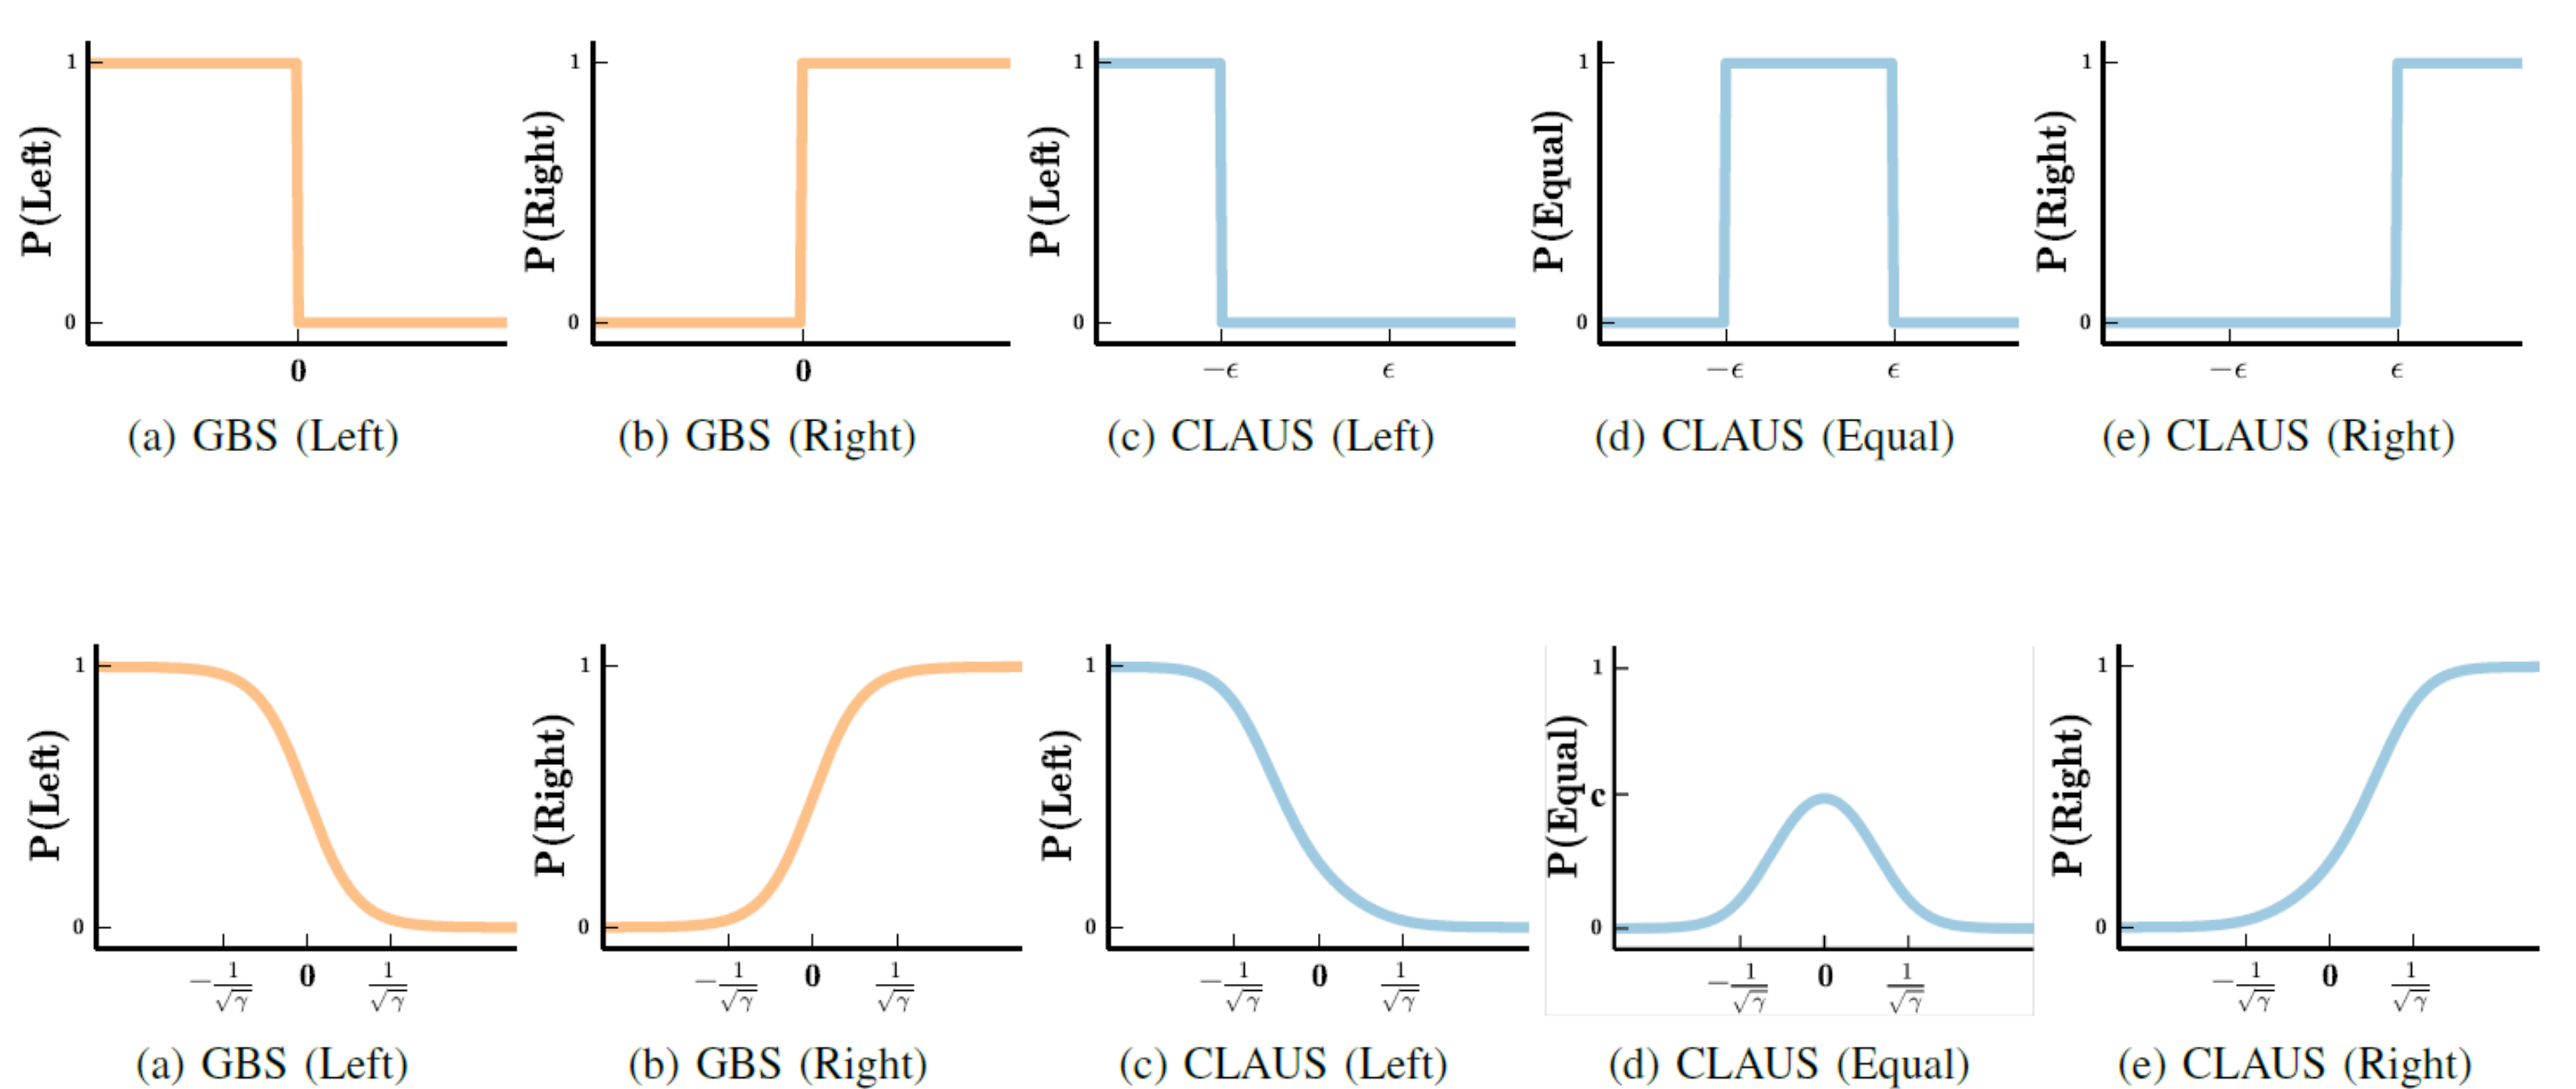 P(Left)
1
0
0
(a) GBS (Left)
P(Right)
1
0
0
(b) GBS (Right)
P(Left)
1
0
−ϵ ϵ
(c) CLAUS (Left)
P(Equal)
1
0
−ϵ ϵ
(d) CLAUS (Equal)
P(Right)
1
0
−ϵ ϵ
(e) CLAUS (Right)
P(Left)
1
0
−1/√γ 0 1/√γ
(a) GBS (Left)
P(Right)
1
0
−1/√γ 0 1/√γ
(b) GBS (Right)
P(Left)
1
0
−1/√γ 0 1/√γ
(c) CLAUS (Left)
P(Equal)
1
c
0
−1/√γ 0 1/√γ
(d) CLAUS (Equal)
P(Right)
1
0
−1/√γ 0 1/√γ
(e) CLAUS (Right)